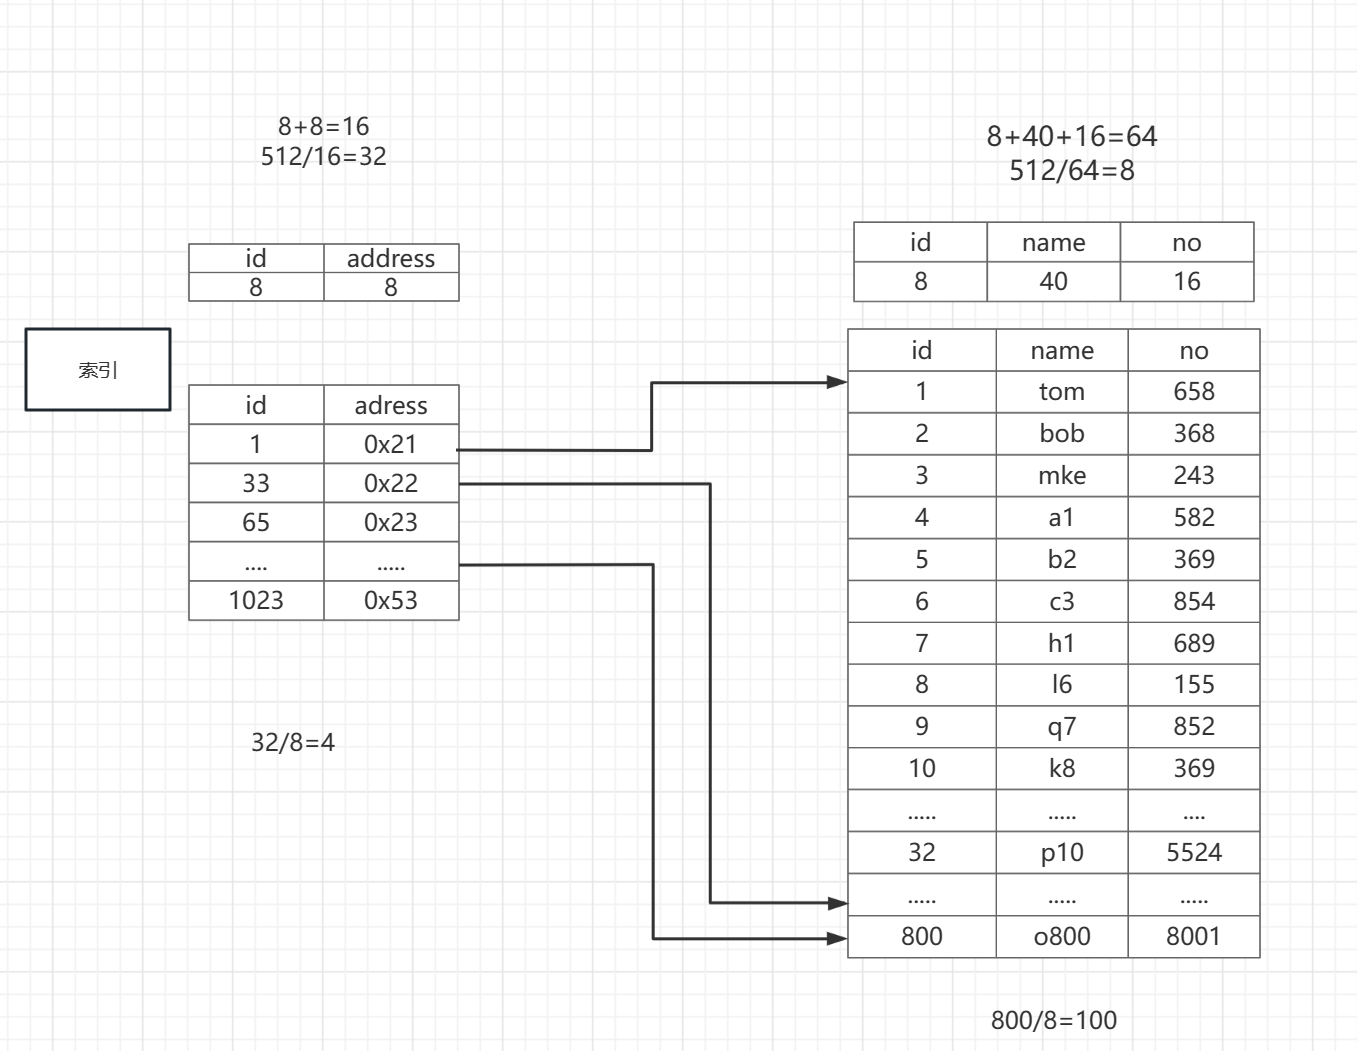 8+8=16
512/16=32
8+40+16=64
512/64=8
id address
8 8
id name no
8 40 16
索引
id adress
1 0x21
33 0x22
65 0x23
.... .....
1023 0x53
32/8=4
id name no
1 tom 658
2 bob 368
3 mke 243
4 a1 582
5 b2 369
6 c3 854
7 h1 689
8 l6 155
9 q7 852
10 k8 369
..... ..... ....
32 p10 5524
..... ..... .....
800 o800 8001
800/8=100